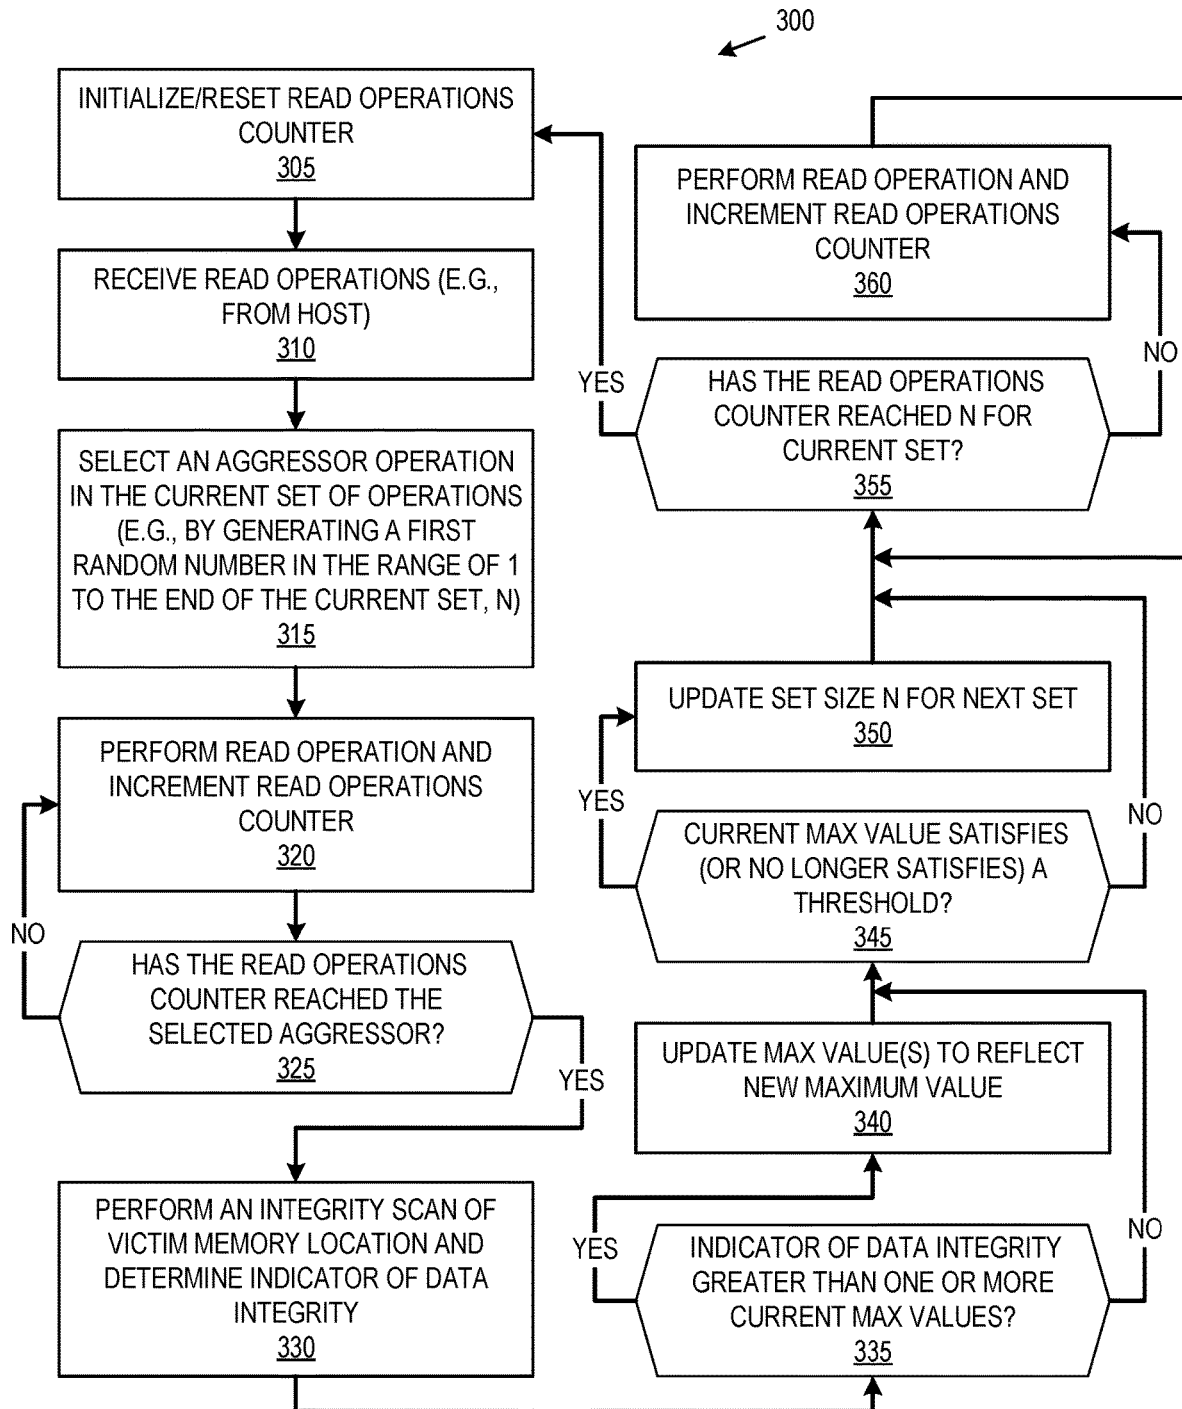 300
INITIALIZE/RESET READ OPERATIONS
COUNTER
305
RECEIVE READ OPERATIONS (E.G.,
FROM HOST)
310
SELECT AN AGGRESSOR OPERATION
IN THE CURRENT SET OF OPERATIONS
(E.G., BY GENERATING A FIRST
RANDOM NUMBER IN THE RANGE OF 1
TO THE END OF THE CURRENT SET, N)
315
PERFORM READ OPERATION AND
INCREMENT READ OPERATIONS
COUNTER
320
NO
HAS THE READ OPERATIONS
COUNTER REACHED THE
SELECTED AGGRESSOR?
325
YES
PERFORM AN INTEGRITY SCAN OF
VICTIM MEMORY LOCATION AND
DETERMINE INDICATOR OF DATA
INTEGRITY
330
PERFORM READ OPERATION AND
INCREMENT READ OPERATIONS
COUNTER
360
NO
YES
HAS THE READ OPERATIONS
COUNTER REACHED N FOR
CURRENT SET?
355
UPDATE SET SIZE N FOR NEXT SET
350
YES
NO
CURRENT MAX VALUE SATISFIES
(OR NO LONGER SATISFIES) A
THRESHOLD?
345
UPDATE MAX VALUE(S) TO REFLECT
NEW MAXIMUM VALUE
340
YES
NO
INDICATOR OF DATA INTEGRITY
GREATER THAN ONE OR MORE
CURRENT MAX VALUES?
335